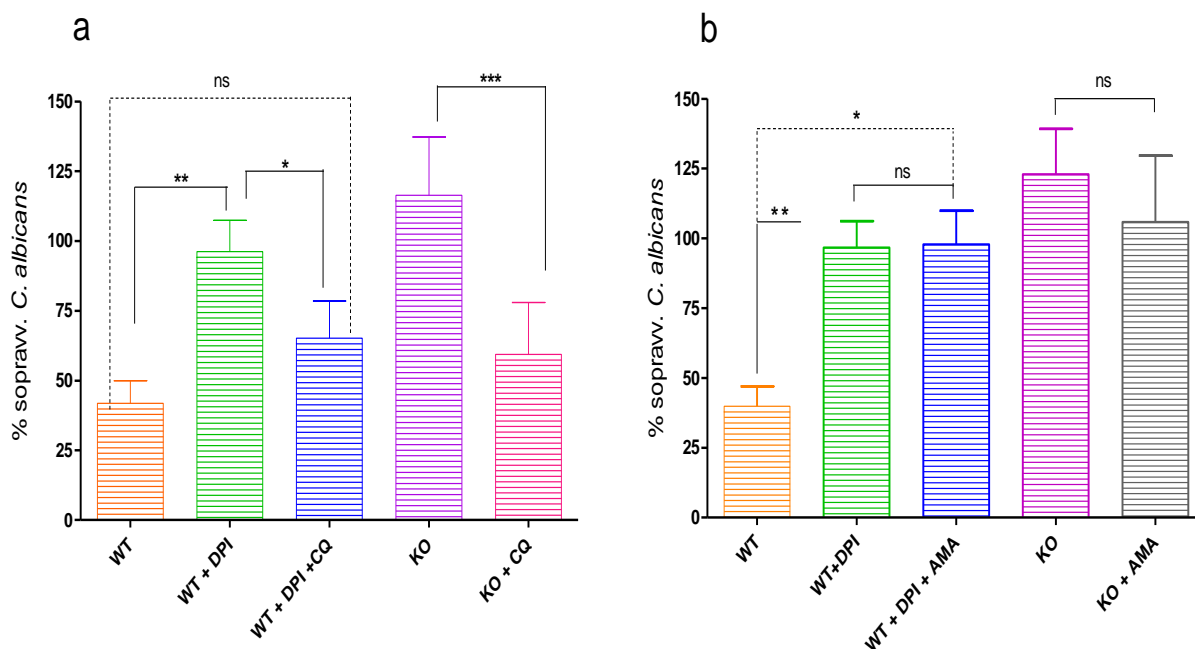 a
ns
***
**
*
150
125
100
75
50
25
0
% sopravv. C. albicans
WT
WT + DPI
WT + DPI +CQ
KO
KO + CQ
b
ns
*
ns
**
150
125
100
75
50
25
0
% sopravv. C. albicans
WT
WT+DPI
WT + DPI + AMA
KO
KO + AMA